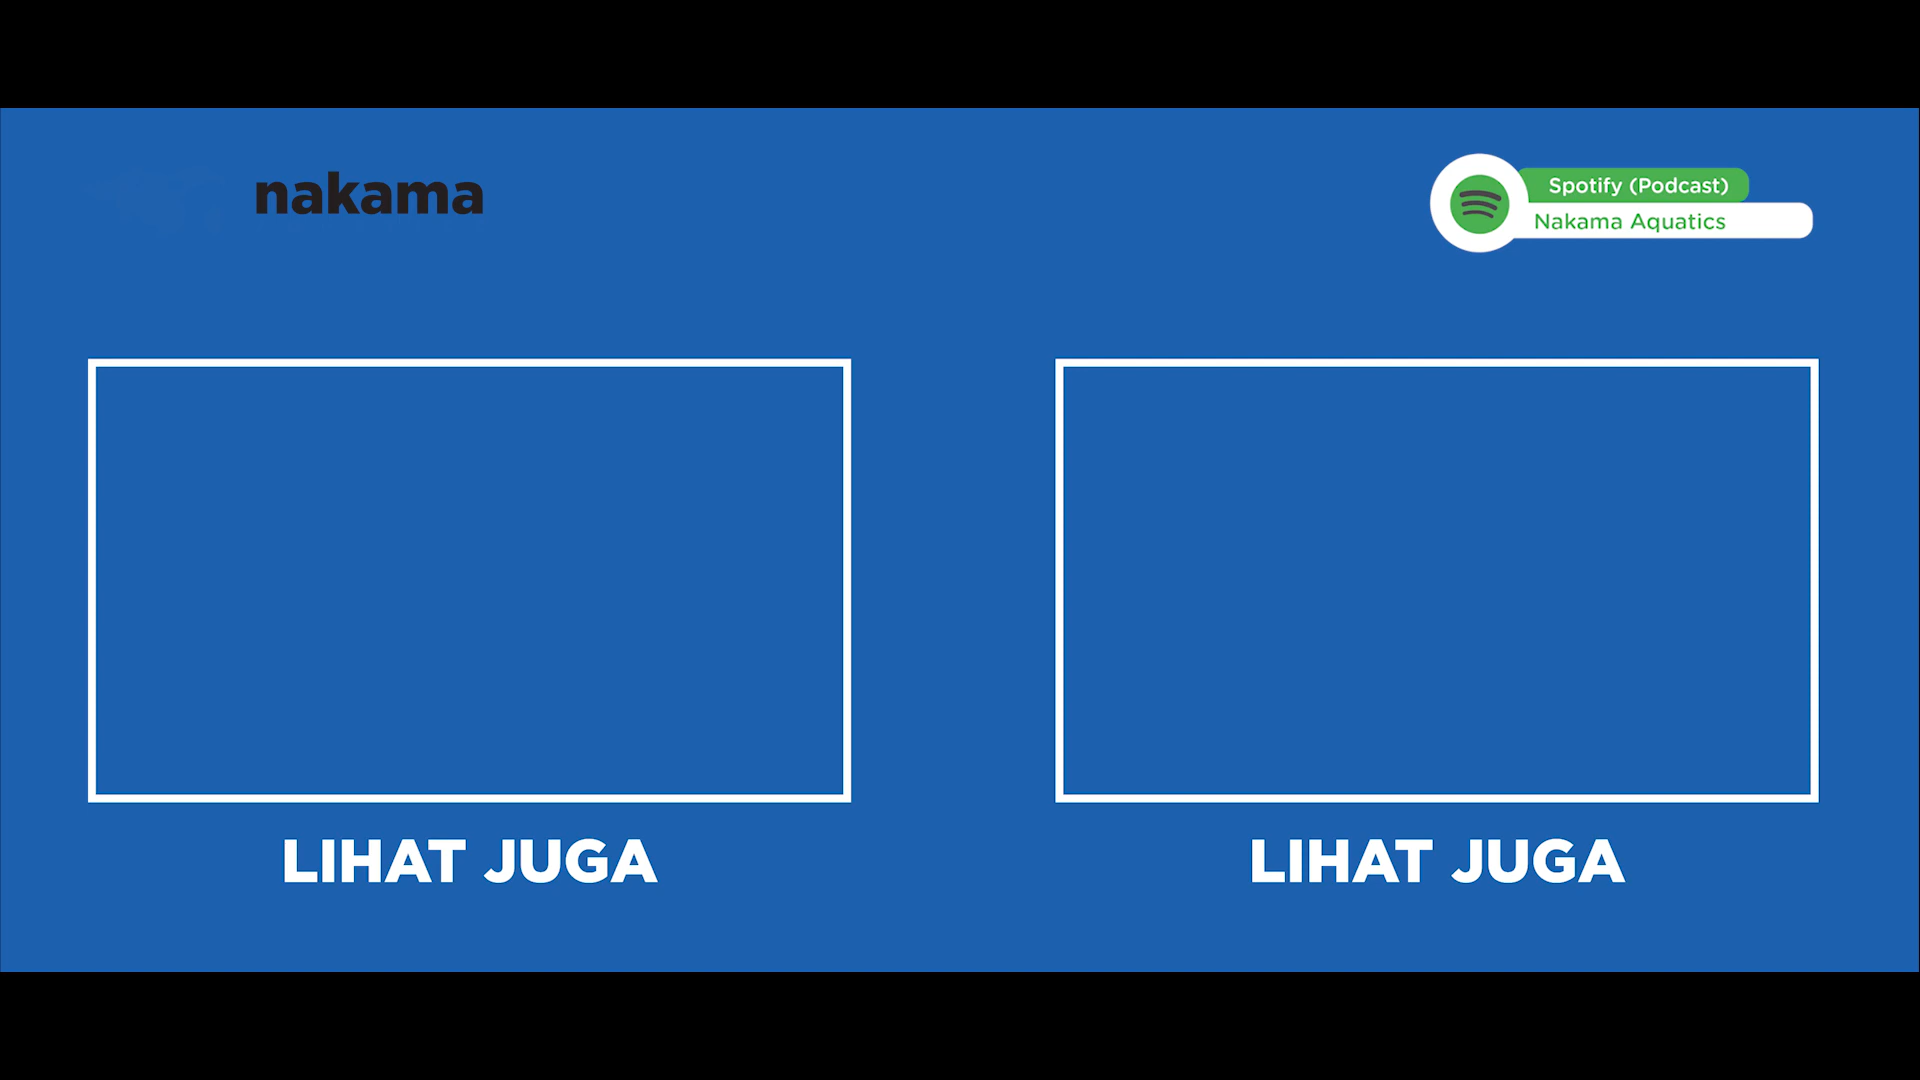 nakama
Spotify (Podcast)
Nakama Aquatics
LIHAT JUGA
LIHAT JUGA